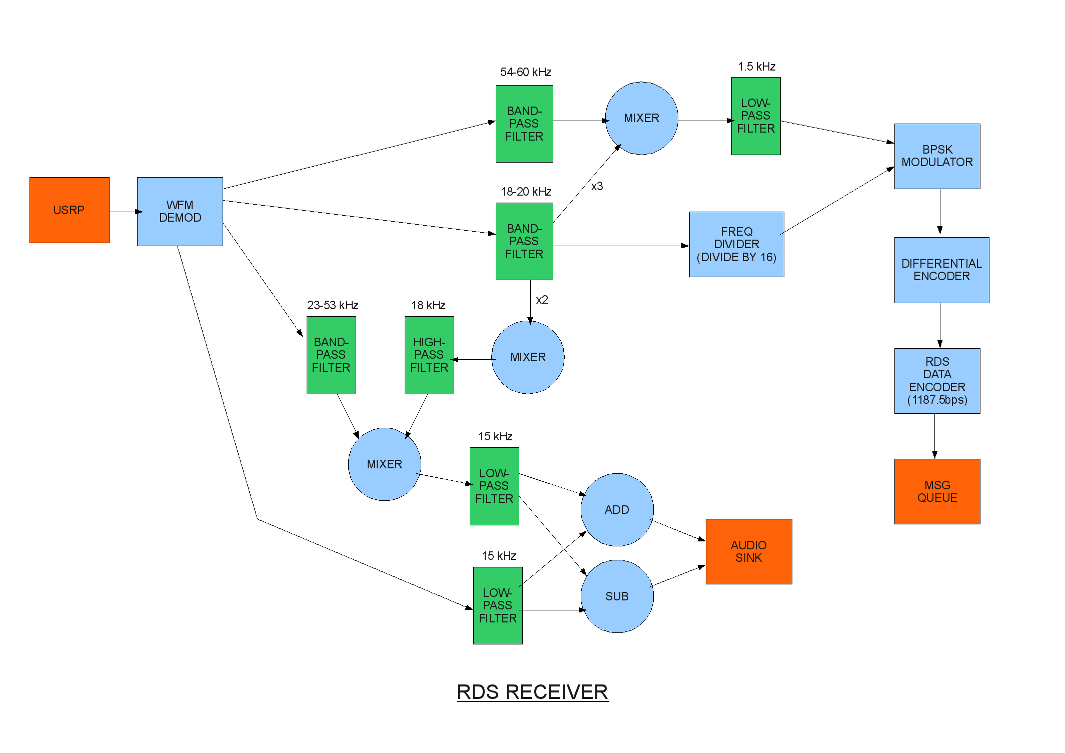 54-60 kHz
1.5 kHz
BAND-
PASS
FILTER
MIXER
LOW-
PASS
FILTER
BPSK
MODULATOR
x3
18-20 kHz
USRP
WFM
DEMOD
BAND-
PASS
FILTER
FREQ
DIVIDER
(DIVIDE BY 16)
DIFFERENTIAL
ENCODER
x2
23-53 kHz
18 kHz
BAND-
PASS
FILTER
HIGH-
PASS
FILTER
MIXER
RDS
DATA
ENCODER
(1187.5bps)
MIXER
15 kHz
LOW-
PASS
FILTER
ADD
MSG
QUEUE
15 kHz
LOW-
PASS
FILTER
SUB
AUDIO
SINK
RDS RECEIVER